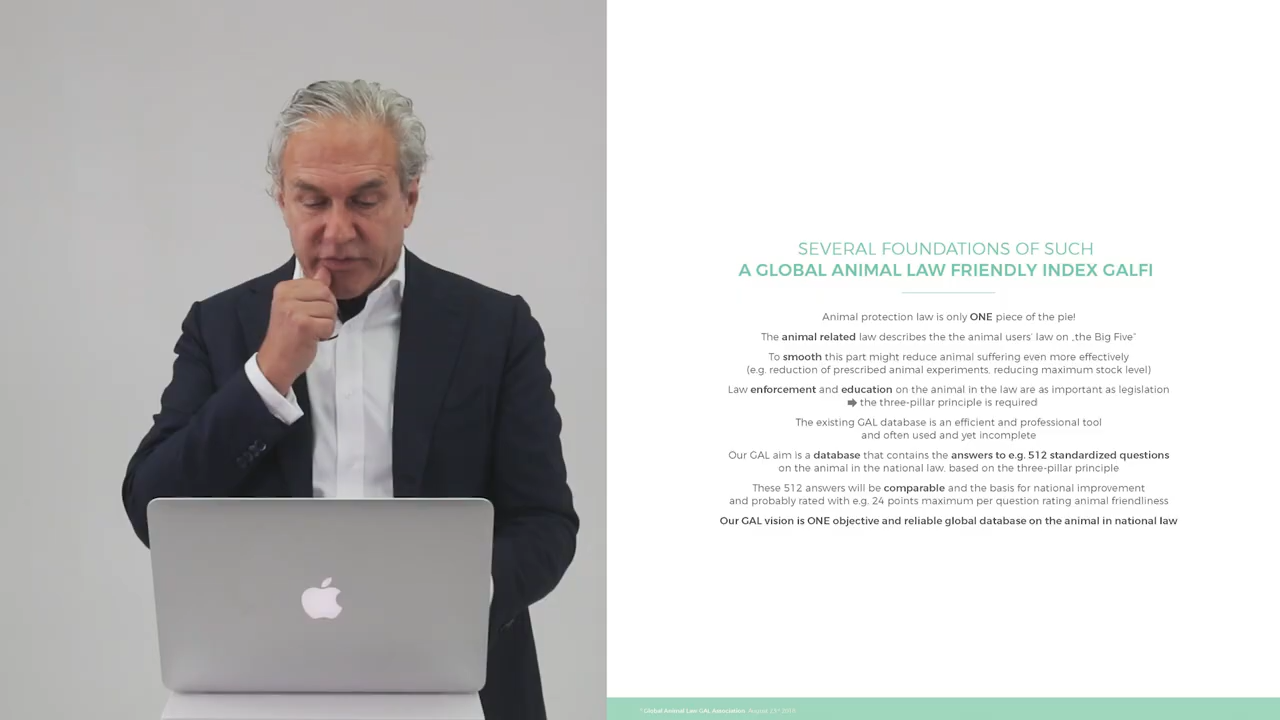 SEVERAL FOUNDATIONS OF SUCH
A GLOBAL ANIMAL LAW FRIENDLY INDEX GALFI
Animal protection law is only ONE piece of the pie!
The animal related law describes the the animal users' law on „the Big Five"
To smooth this part might reduce animal suffering even more effectively
(e.g. reduction of prescribed animal experiments, reducing maximum stock level)
Law enforcement and education on the animal in the law are as important as legislation
➡ the three-pillar principle is required
The existing GAL database is an efficient and professional tool
and often used and yet incomplete
Our GAL aim is a database that contains the answers to e.g. 512 standardized questions
on the animal in the national law, based on the three-pillar principle
These 512 answers will be comparable and the basis for national improvement
and probably rated with e.g. 24 points maximum per question rating animal friendliness
Our GAL vision is ONE objective and reliable global database on the animal in national law
Global Animal Law GAL Association, August